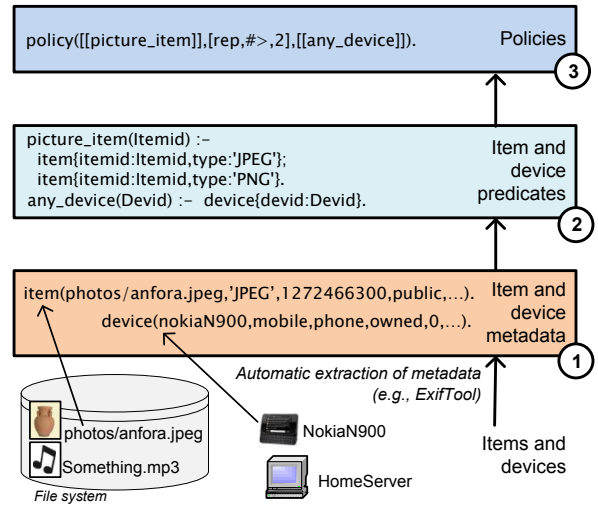 policy([[picture_item]],[rep,#>,2],[[any_device]]).
Policies
3
picture_item(Itemid) :-
item{itemid:Itemid,type:'JPEG'};
item{itemid:Itemid,type:'PNG'}.
any_device(Devid) :- device{devid:Devid}.
Item and
device
predicates
2
item(photos/anfora.jpeg,'JPEG',1272466300,public,...).
device(nokiaN900,mobile,phone,owned,0,...).
Item and
device
metadata
1
Automatic extraction of metadata
(e.g., ExifTool)
photos/anfora.jpeg
Something.mp3
File system
NokiaN900
HomeServer
Items and
devices